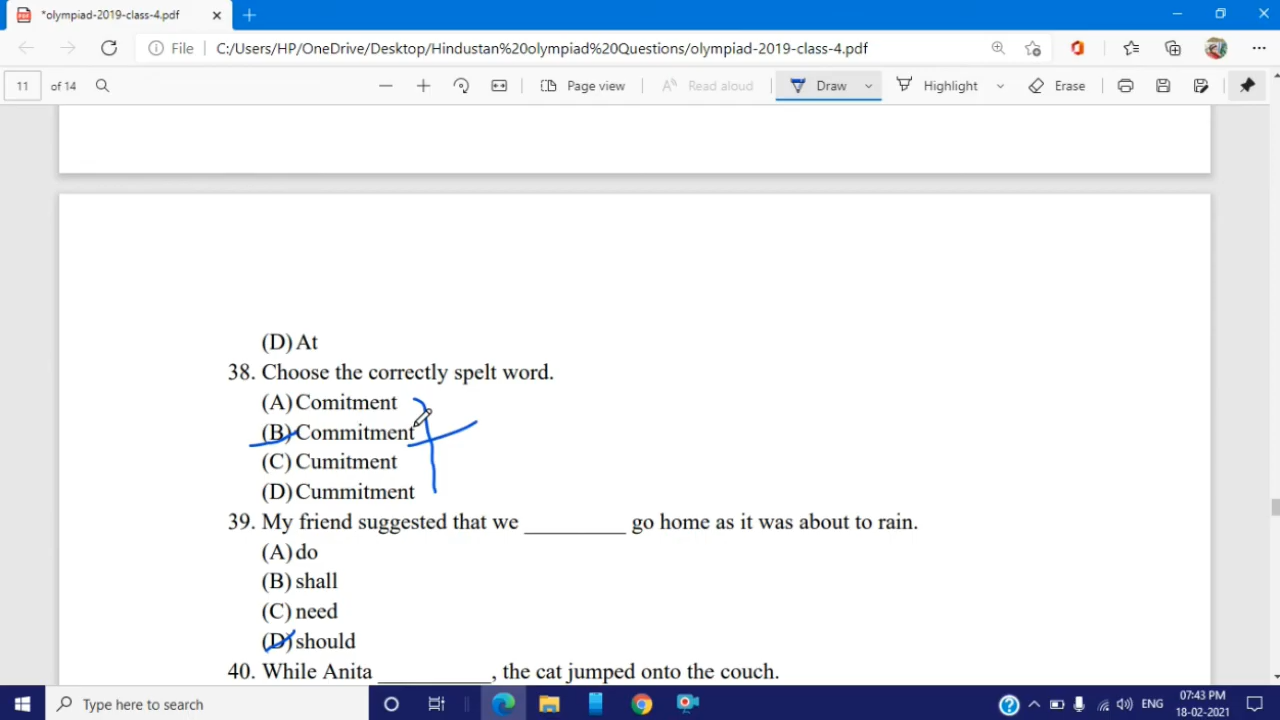 *olympiad-2019-class-4.pdf
File C:/Users/HP/OneDrive/Desktop/Hindustan%20olympiad%20Questions/olympiad-2019-class-4.pdf
11 of 14 Page view Read aloud Draw Highlight Erase
(D) At
38. Choose the correctly spelt word.
(A) Comitment
(B) Commitment
(C) Cumitment
(D) Cummitment
39. My friend suggested that we _________ go home as it was about to rain.
(A) do
(B) shall
(C) need
(D) should
40. While Anita __________, the cat jumped onto the couch.
Type here to search ENG 07:43 PM
18-02-2021